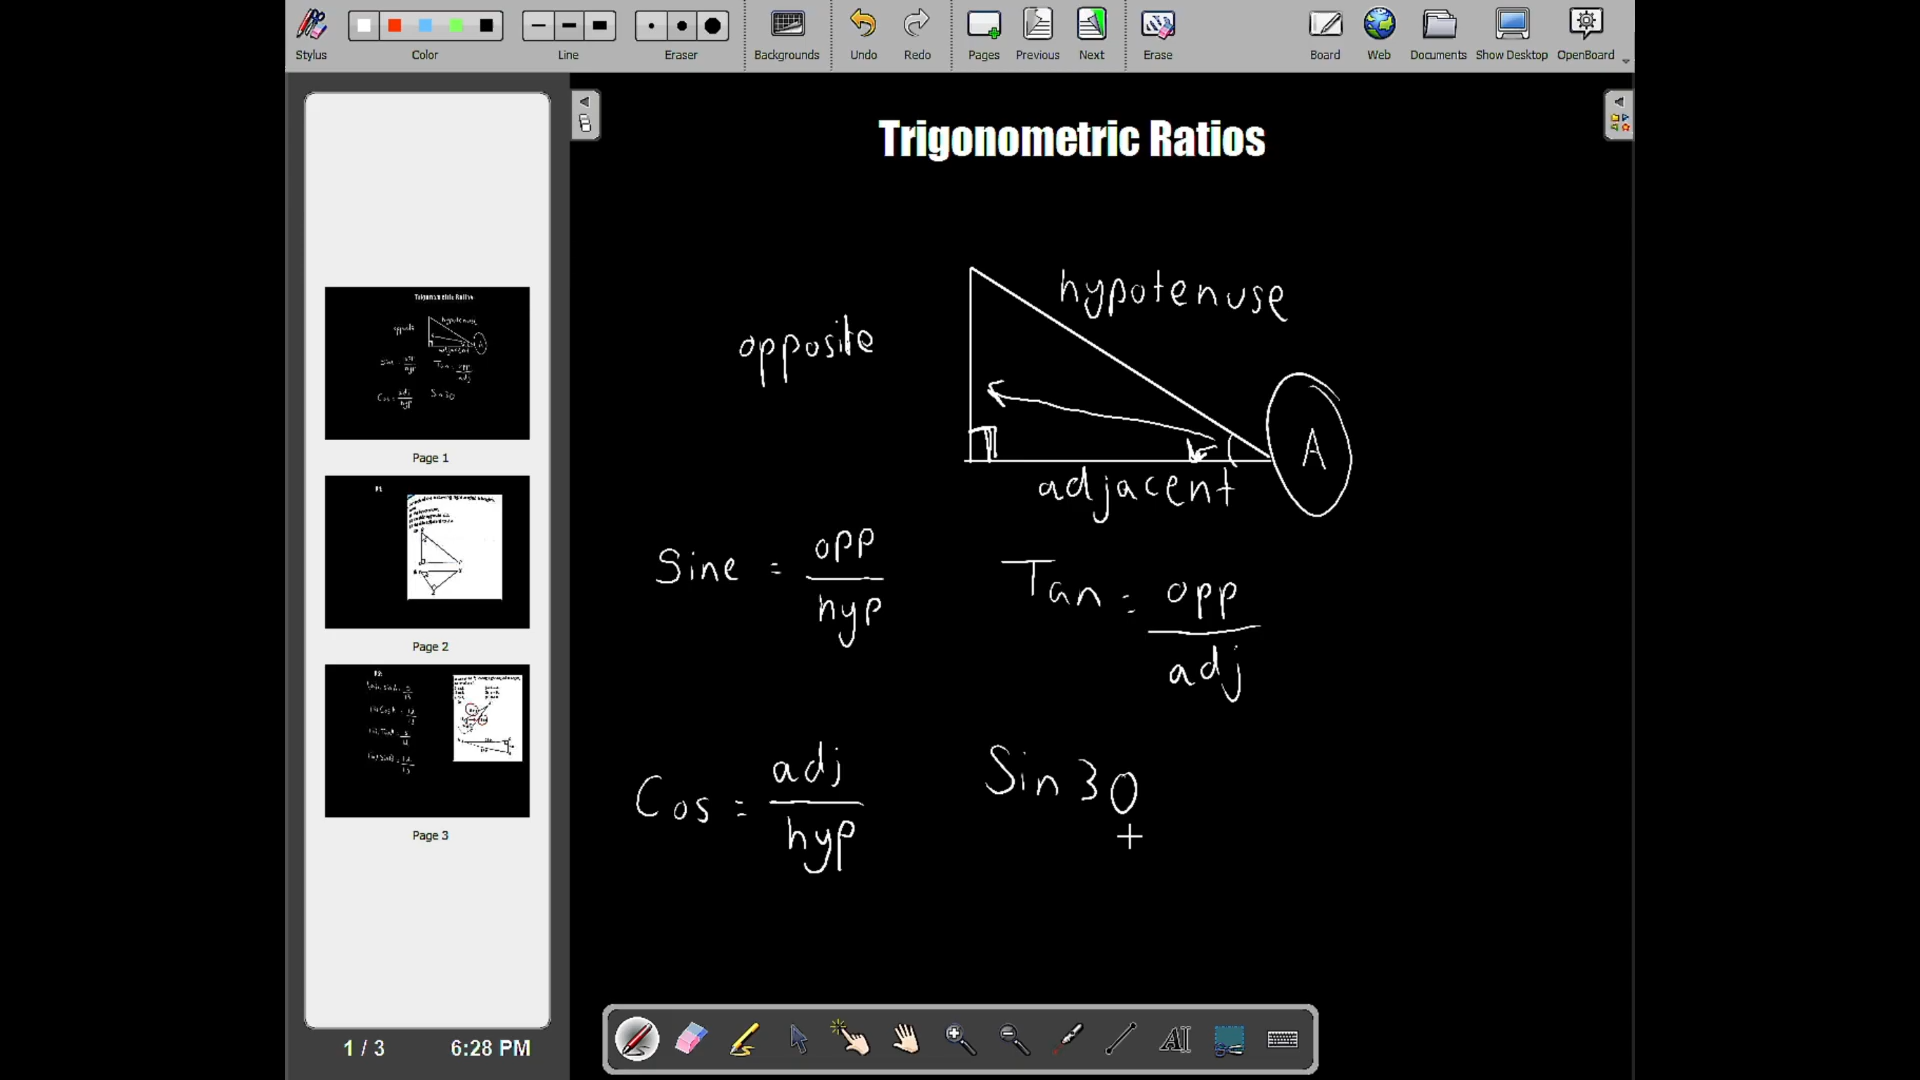 Stylus Color Line Eraser Backgrounds Undo Redo Pages Previous Next Erase Board Web Documents Show Desktop OpenBoard
Trigonometric Ratios
hypotenuse
opposite
A
adjacent
Sine = opp/hyp
Tan = opp/adj
Cos = adj/hyp
Sin 30
Page 1
Page 2
Page 3
1 / 3 6:28 PM